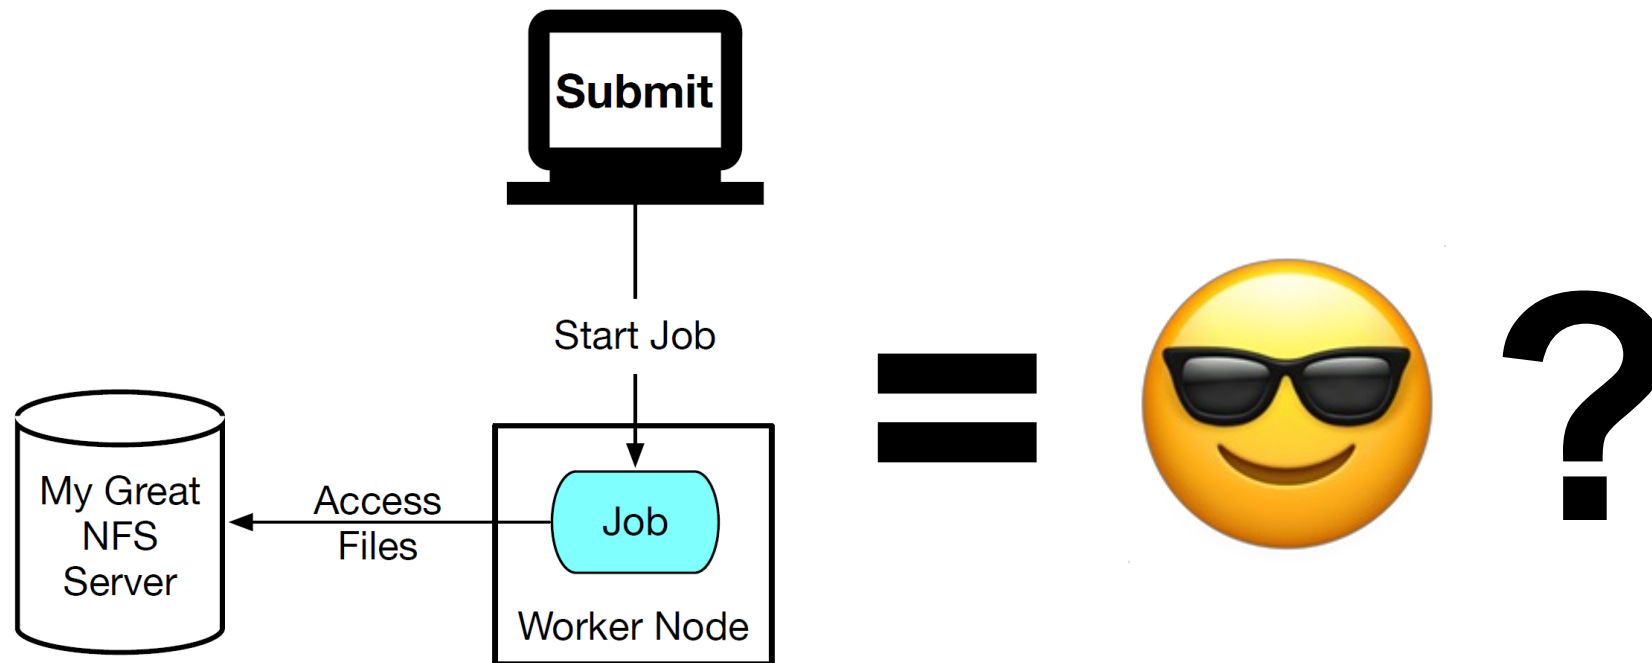 Submit
Start Job
My Great
NFS
Server
Access
Files
Job
Worker Node
=
?